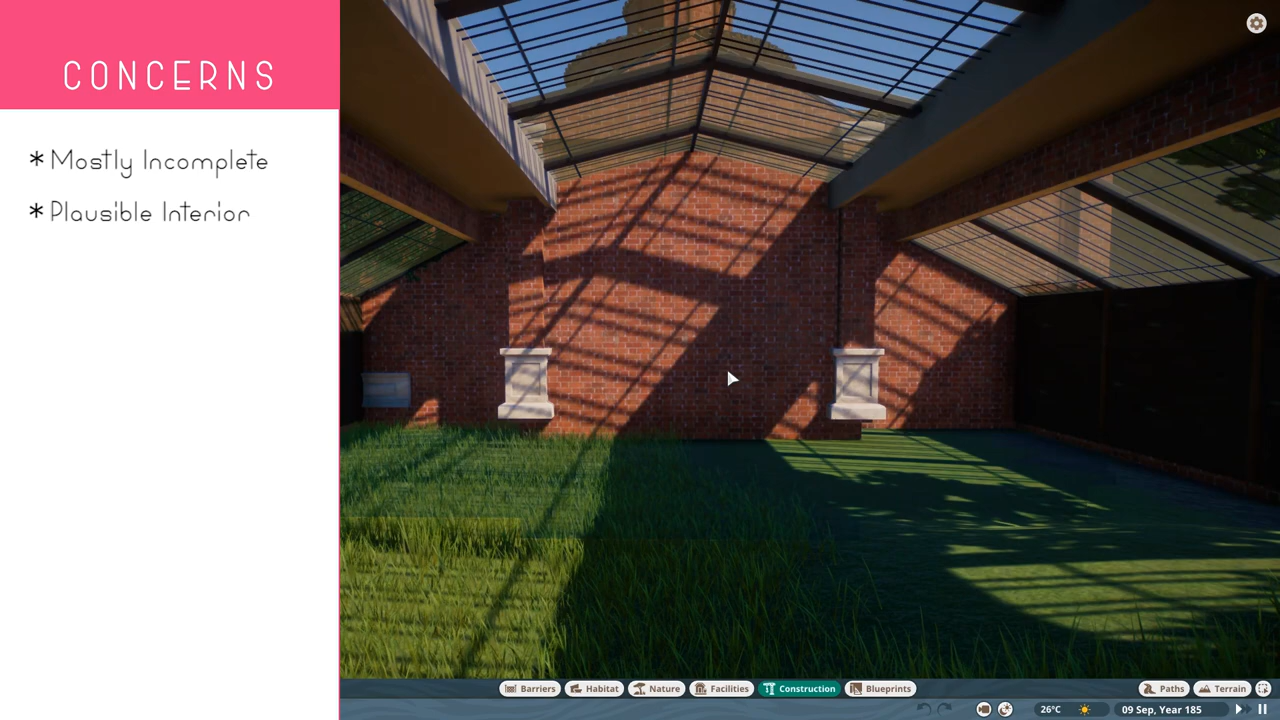 CONCERNS
* Mostly Incomplete
* Plausible Interior
Barriers Habitat Nature Facilities Construction Blueprints Paths Terrain
26°C 09 Sep, Year 185